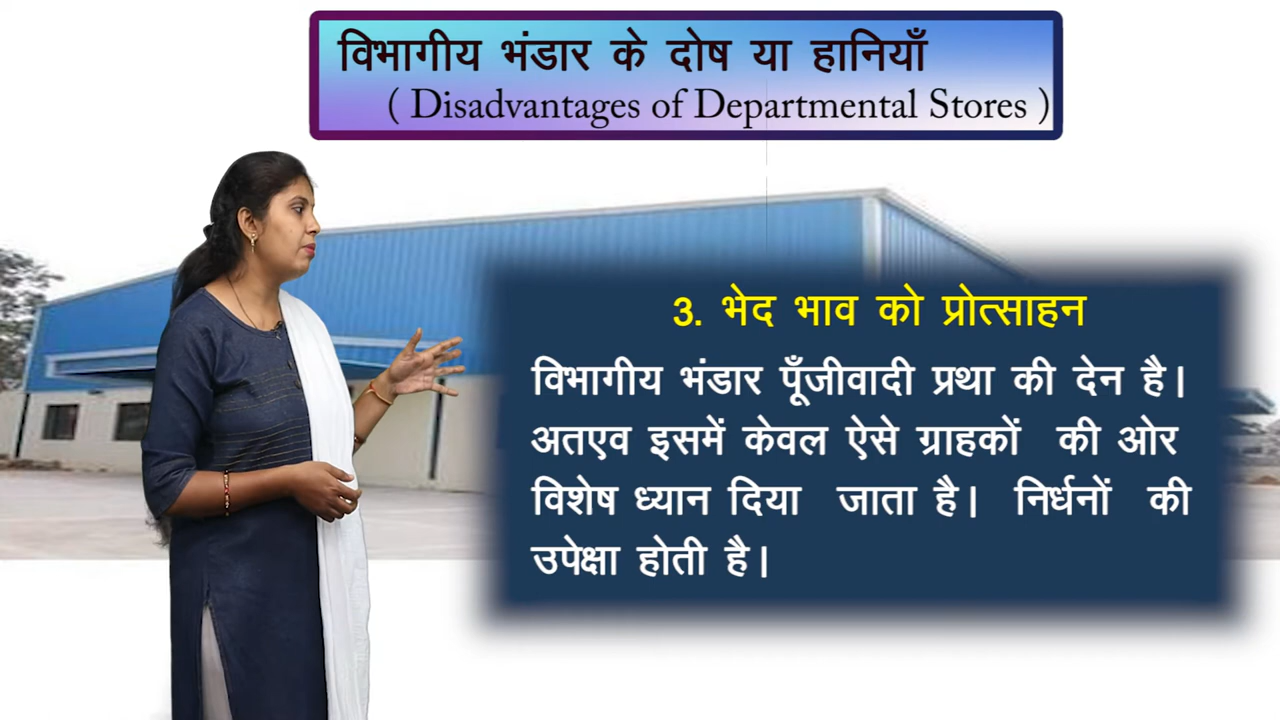 विभागीय भंडार के दोष या हानियाँ
( Disadvantages of Departmental Stores )
3. भेद भाव को प्रोत्साहन
विभागीय भंडार पूँजीवादी प्रथा की देन है।
अतएव इसमें केवल ऐसे ग्राहकों की ओर
विशेष ध्यान दिया जाता है। निर्धनों की
उपेक्षा होती है।